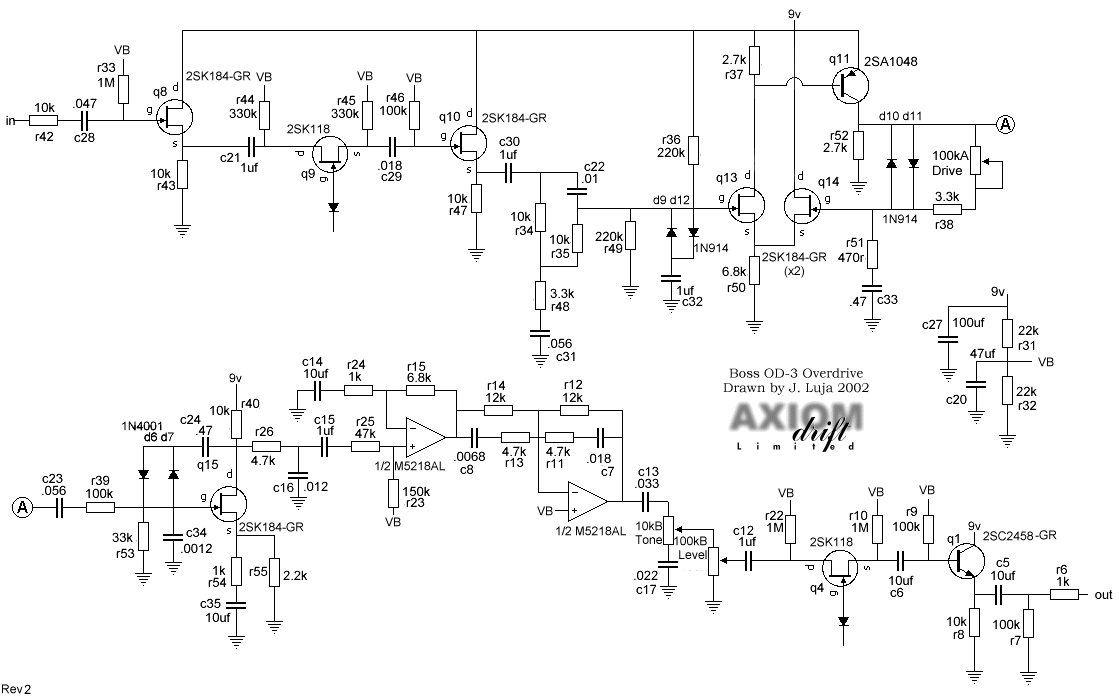 9v
VB
r33
1M
.047
10k
in
r42
c28
q8
2SK184-GR
d
g
s
10k
r43
VB
r44
330k
c21
1uf
2SK118
d
s
q9
g
VB
r45
330k
VB
r46
100k
.018
c29
q10
2SK184-GR
d
g
s
10k
r47
c30
1uf
c22
.01
10k
r34
10k
r35
3.3k
r48
.056
c31
220k
r49
r36
220k
d9 d12
1N914
1uf
c32
2.7k
r37
q13
d
g
s
q14
d
g
s
2SK184-GR
(x2)
6.8k
r50
q11
2SA1048
r52
2.7k
d10 d11
1N914
A
100kA
Drive
3.3k
r38
r51
470r
.47 c33
9v
c27
100uf
22k
r31
47uf
VB
c20
22k
r32
Boss OD-3 Overdrive
Drawn by J. Luja 2002
AXIOM
drift
Limited
A
c23
.056
r39
100k
1N4001
d6 d7
c24
.47
33k
r53
c34
.0012
9v
10k r40
q15
d
g
s
2SK184-GR
1k
r54
r55
2.2k
c35
10uf
r26
4.7k
c16 .012
c15
1uf
r25
47k
c14
10uf
r24
1k
r15
6.8k
−
+
1/2 M5218AL
150k
r23
VB
r14
12k
r12
12k
.0068
c8
4.7k
r13
4.7k
r11
.018
c7
−
+
VB
1/2 M5218AL
c13
.033
10kB
Tone
.022
c17
100kB
Level
c12
1uf
VB
r22
1M
2SK118
d
s
q4
g
VB
r10
1M
10uf
c6
VB
r9
100k
q1
9v
2SC2458-GR
10k
r8
c5
10uf
100k
r7
r6
1k
out
Rev2